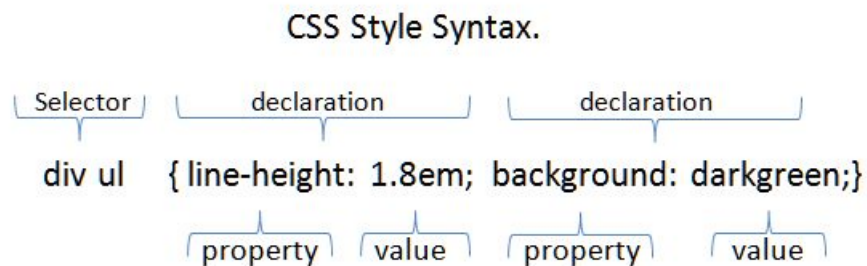 CSS Style Syntax.
Selector declaration declaration
div ul { line-height: 1.8em; background: darkgreen;}
property value property value